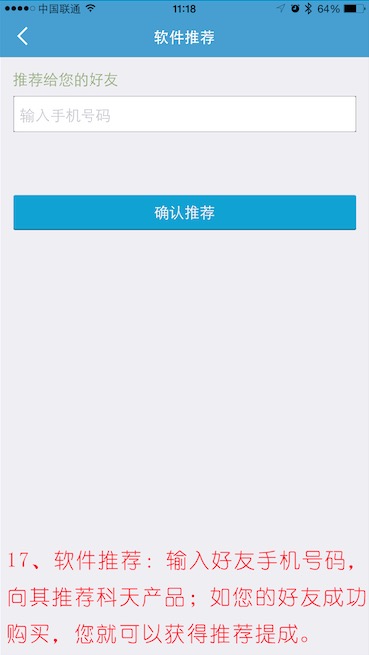 中国联通 11:18 64%
软件推荐
推荐给您的好友
输入手机号码
确认推荐
17、软件推荐：输入好友手机号码，
向其推荐科天产品；如您的好友成功
购买，您就可以获得推荐提成。